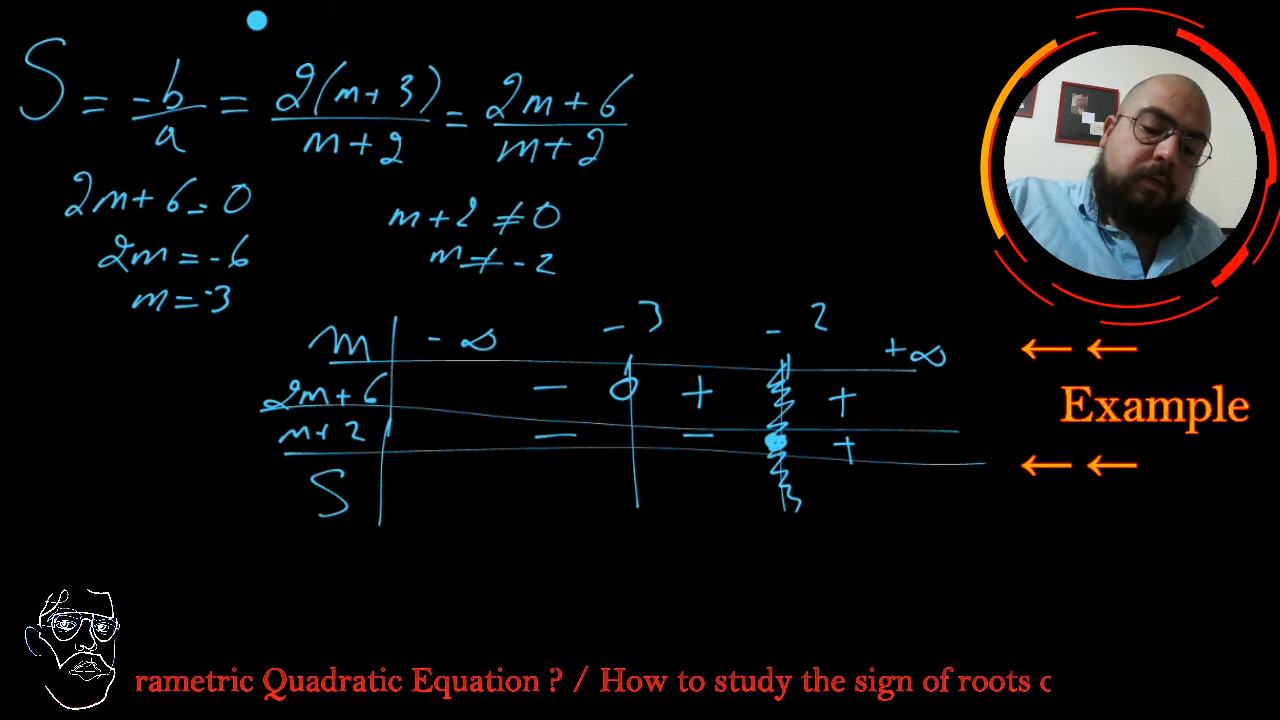 S = -b/a = 2(m+3)/m+2 = 2m+6/m+2
2m+6=0
m+2≠0
2m=-6
m≠-2
m=-3
m -∞ -3 -2 +∞
2m+6 - 0 + +
m+2 - - +
S
← ←
Example
← ←
rametric Quadratic Equation ? / How to study the sign of roots